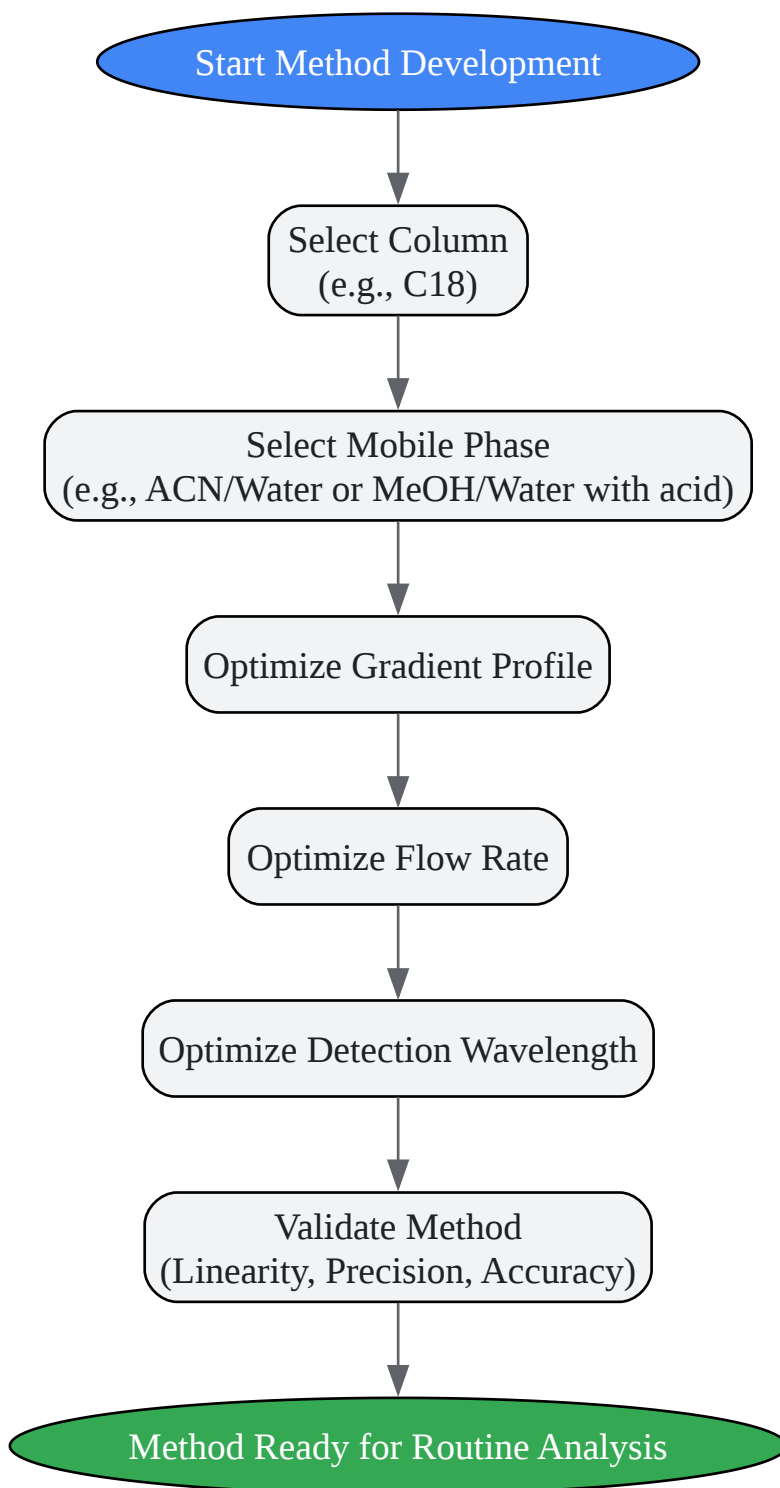 Start Method Development
Select Column
(e.g., C18)
Select Mobile Phase
(e.g., ACN/Water or MeOH/Water with acid)
Optimize Gradient Profile
Optimize Flow Rate
Optimize Detection Wavelength
Validate Method
(Linearity, Precision, Accuracy)
Method Ready for Routine Analysis